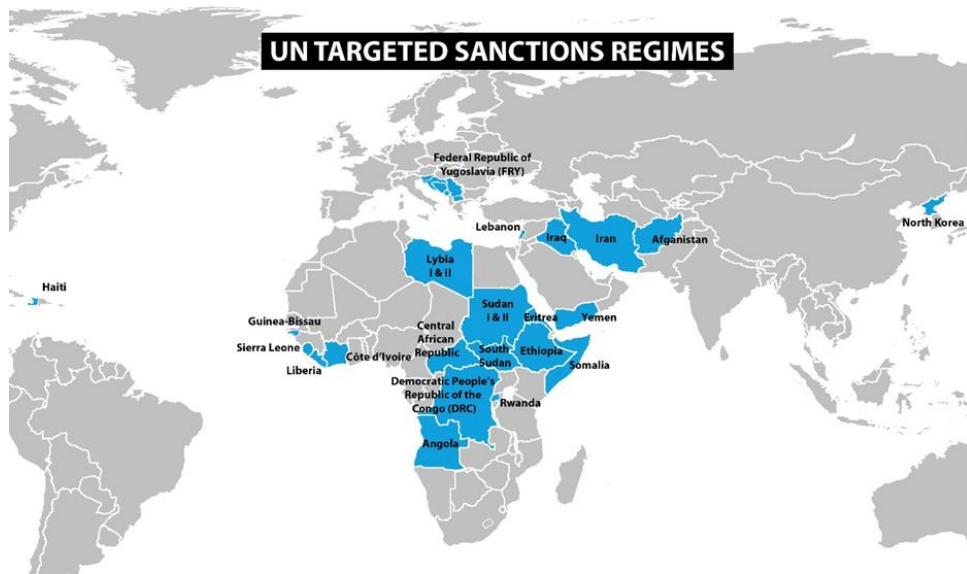 UN TARGETED SANCTIONS REGIMES
Federal Republic of
Yugoslavia (FRY)
Lebanon
Iraq
Iran
Afganistan
North Korea
Lybia
I & II
Haiti
Sudan
I & II
Eritrea
Yemen
Guinea-Bissau
Central
African
Republic
Sierra Leone
Côte d'Ivoire
Liberia
South
Sudan
Ethiopia
Somalia
Democratic People's
Republic of the
Congo (DRC)
Rwanda
Angola